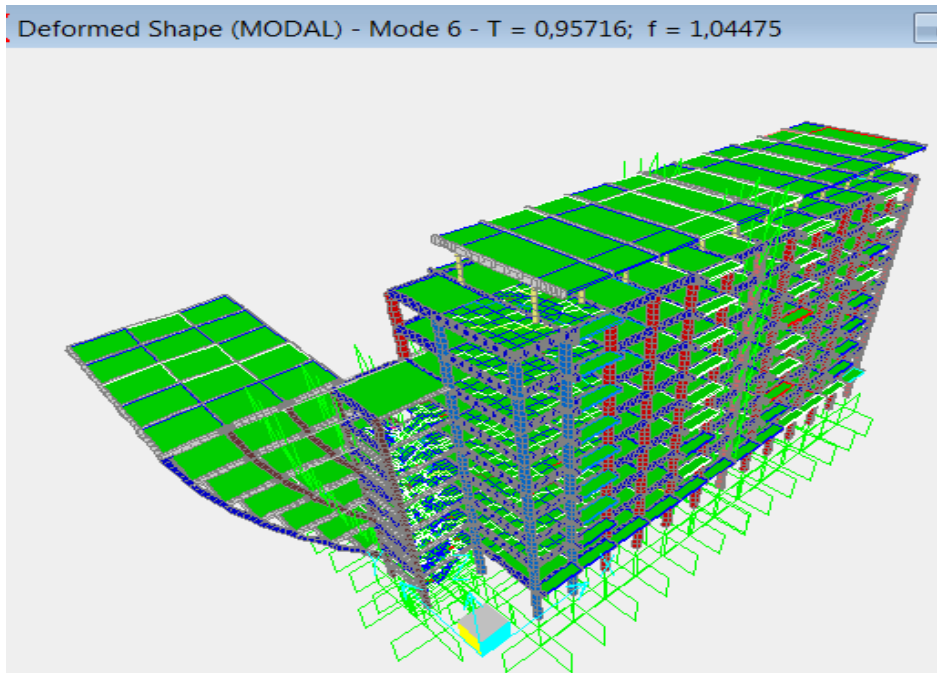 Deformed Shape (MODAL) - Mode 6 - T = 0,95716; f = 1,04475